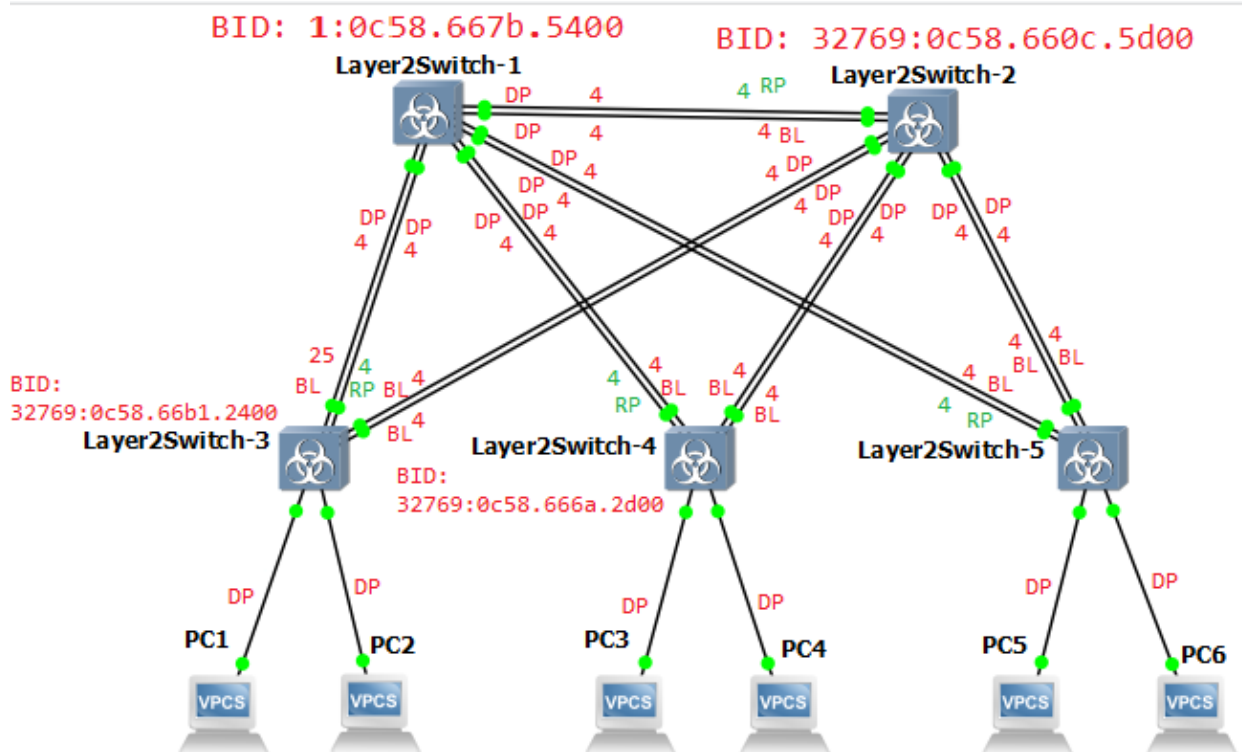 BID: 1:0c58.667b.5400
BID: 32769:0c58.660c.5d00
Layer2Switch-1
Layer2Switch-2
DP 4 4 RP
DP 4 4 BL
DP 4 4 DP
DP 4 4 DP
DP DP DP DP DP DP DP DP
4 4 4 4 4 4 4 4
25 4 4 4 4 4
BL RP BL 4 4 RP BL BL 4 BL 4 BL BL
BL 4 4 RP
BID:
32769:0c58.66b1.2400
Layer2Switch-3
Layer2Switch-4
Layer2Switch-5
BID:
32769:0c58.666a.2d00
DP DP DP DP DP DP
PC1 PC2 PC3 PC4 PC5 PC6
VPCS VPCS VPCS VPCS VPCS VPCS